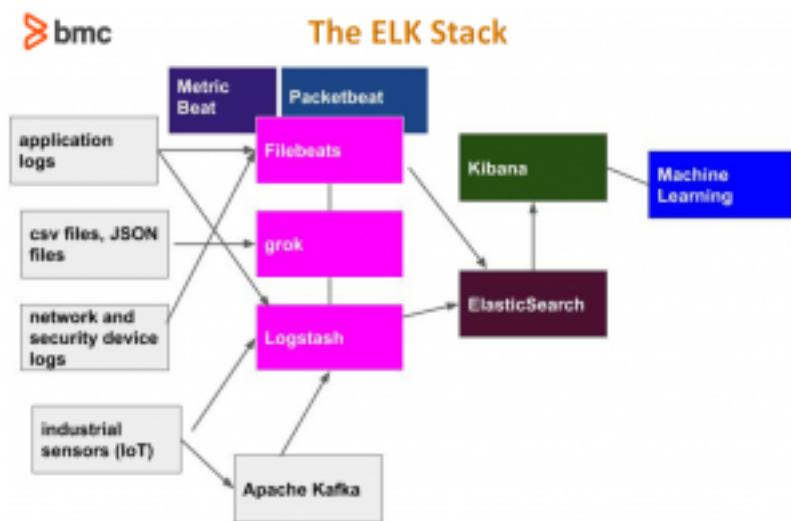 bmc
The ELK Stack
Metric
Beat
Packetbeat
application
logs
Filebeats
Kibana
Machine
Learning
csv files, JSON
files
grok
network and
security device
logs
Logstash
ElasticSearch
industrial
sensors (IoT)
Apache Kafka